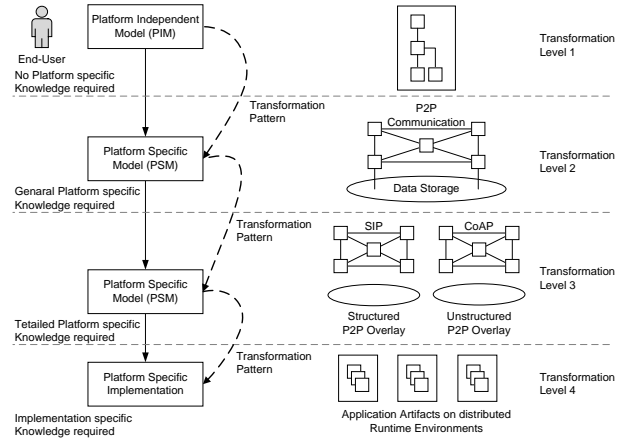 Platform Independent
Model (PIM)
End-User
No Platform specific
Knowledge required
Transformation
Level 1
Transformation
Pattern
P2P
Communication
Platform Specific
Model (PSM)
Data Storage
Transformation
Level 2
Genaral Platform specific
Knowledge required
Transformation
Pattern
SIP
CoAP
Platform Specific
Model (PSM)
Transformation
Level 3
Structured
P2P Overlay
Unstructured
P2P Overlay
Tetailed Platform specific
Knowledge required
Transformation
Pattern
Platform Specific
Implementation
Transformation
Level 4
Application Artifacts on distributed
Runtime Environments
Implementation specific
Knowledge required